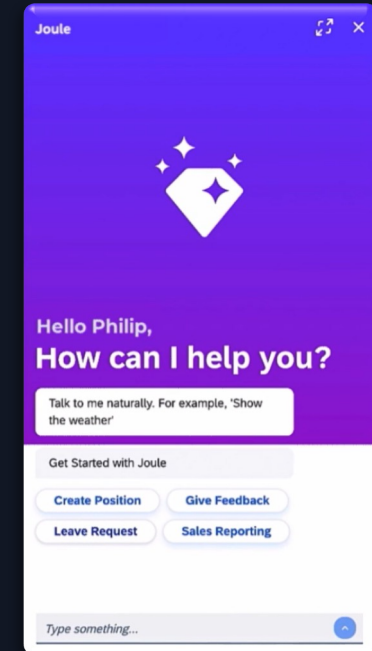 Joule
Hello Philip,
How can I help you?
Talk to me naturally. For example, 'Show
the weather'
Get Started with Joule
Create Position
Give Feedback
Leave Request
Sales Reporting
Type something...